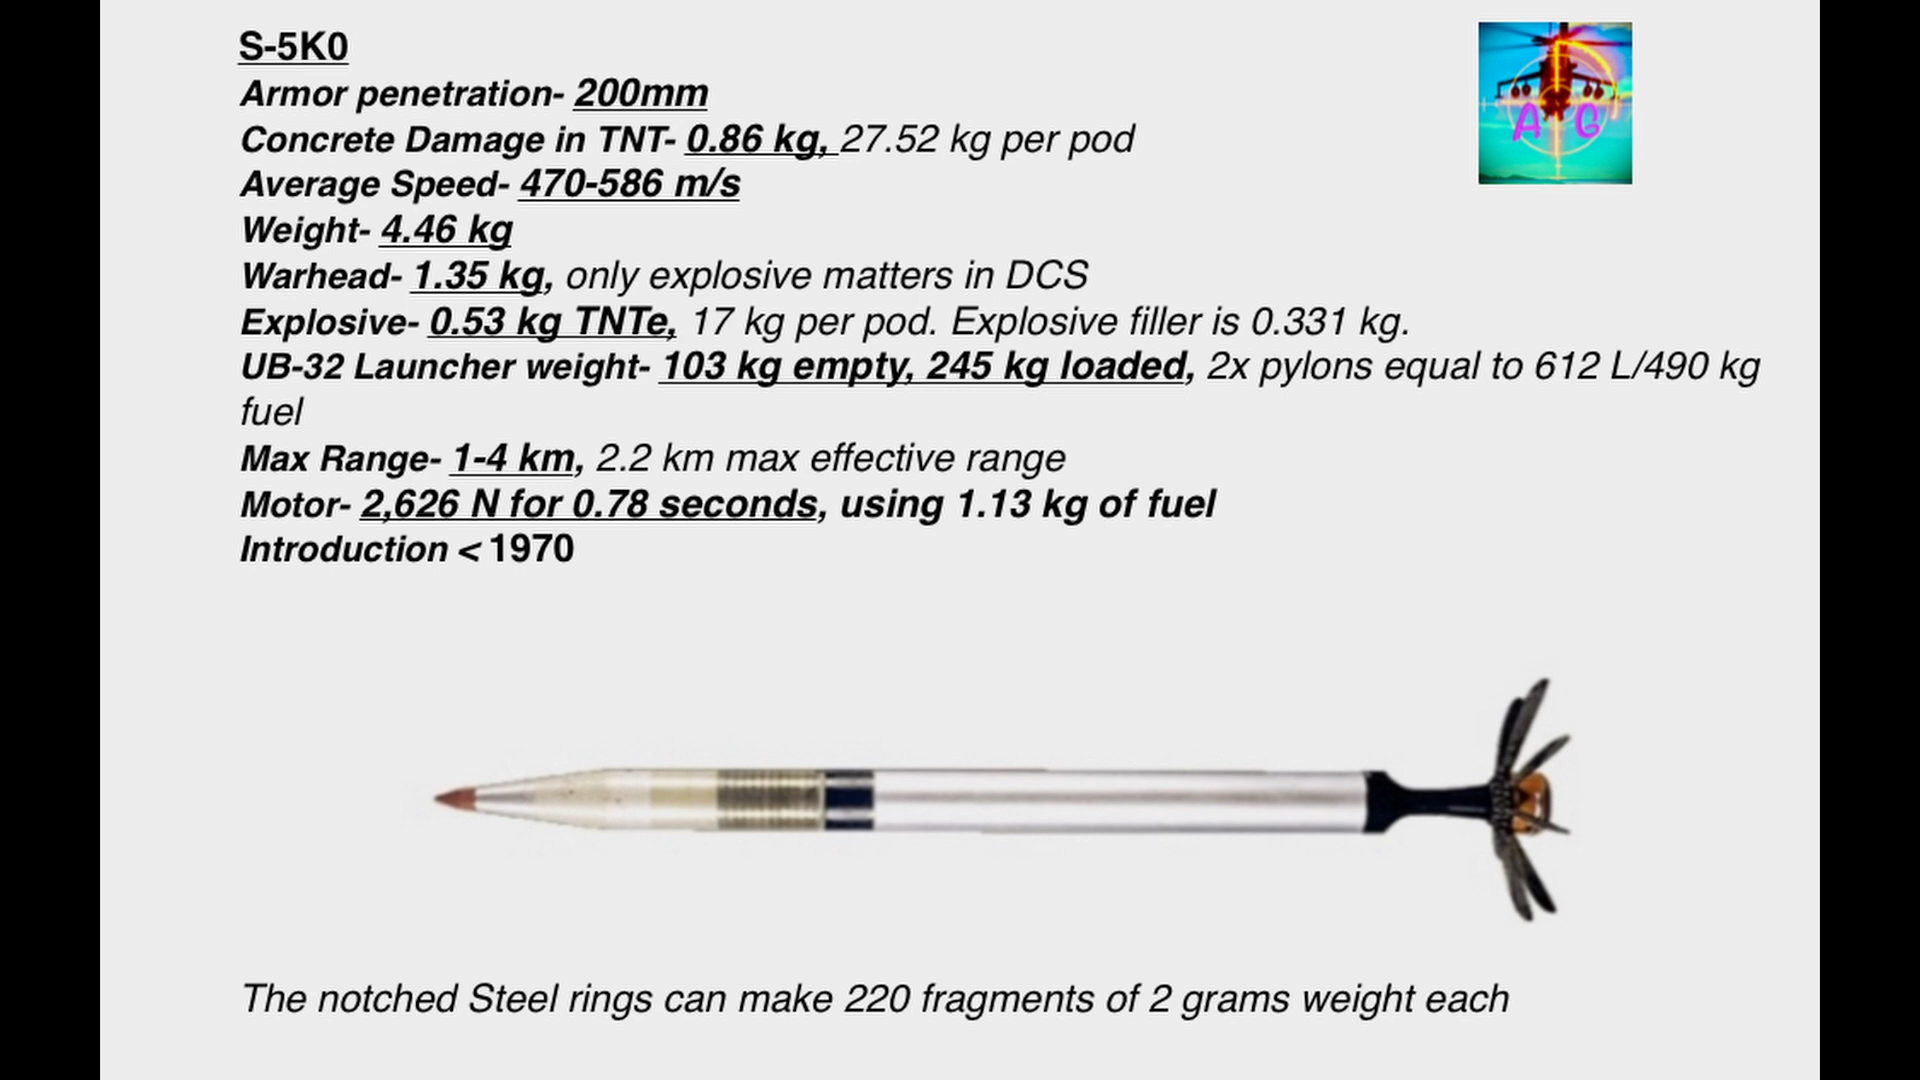 S-5K0
Armor penetration- 200mm
Concrete Damage in TNT- 0.86 kg, 27.52 kg per pod
Average Speed- 470-586 m/s
Weight- 4.46 kg
Warhead- 1.35 kg, only explosive matters in DCS
Explosive- 0.53 kg TNTe, 17 kg per pod. Explosive filler is 0.331 kg.
UB-32 Launcher weight- 103 kg empty, 245 kg loaded, 2x pylons equal to 612 L/490 kg
fuel
Max Range- 1-4 km, 2.2 km max effective range
Motor- 2,626 N for 0.78 seconds, using 1.13 kg of fuel
Introduction < 1970
A G
The notched Steel rings can make 220 fragments of 2 grams weight each